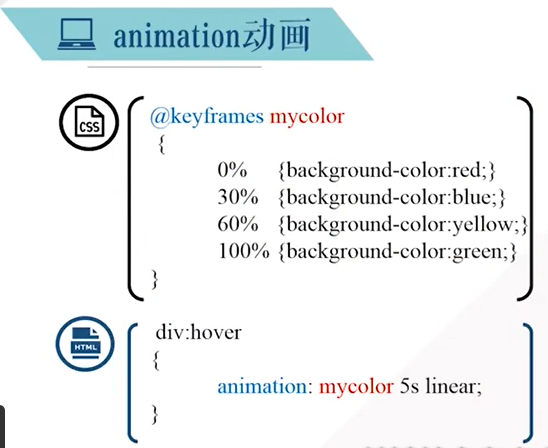 animation动画
CSS
@keyframes mycolor
{
0% {background-color:red;}
30% {background-color:blue;}
60% {background-color:yellow;}
100% {background-color:green;}
}
HTML
div:hover
{
animation: mycolor 5s linear;
}